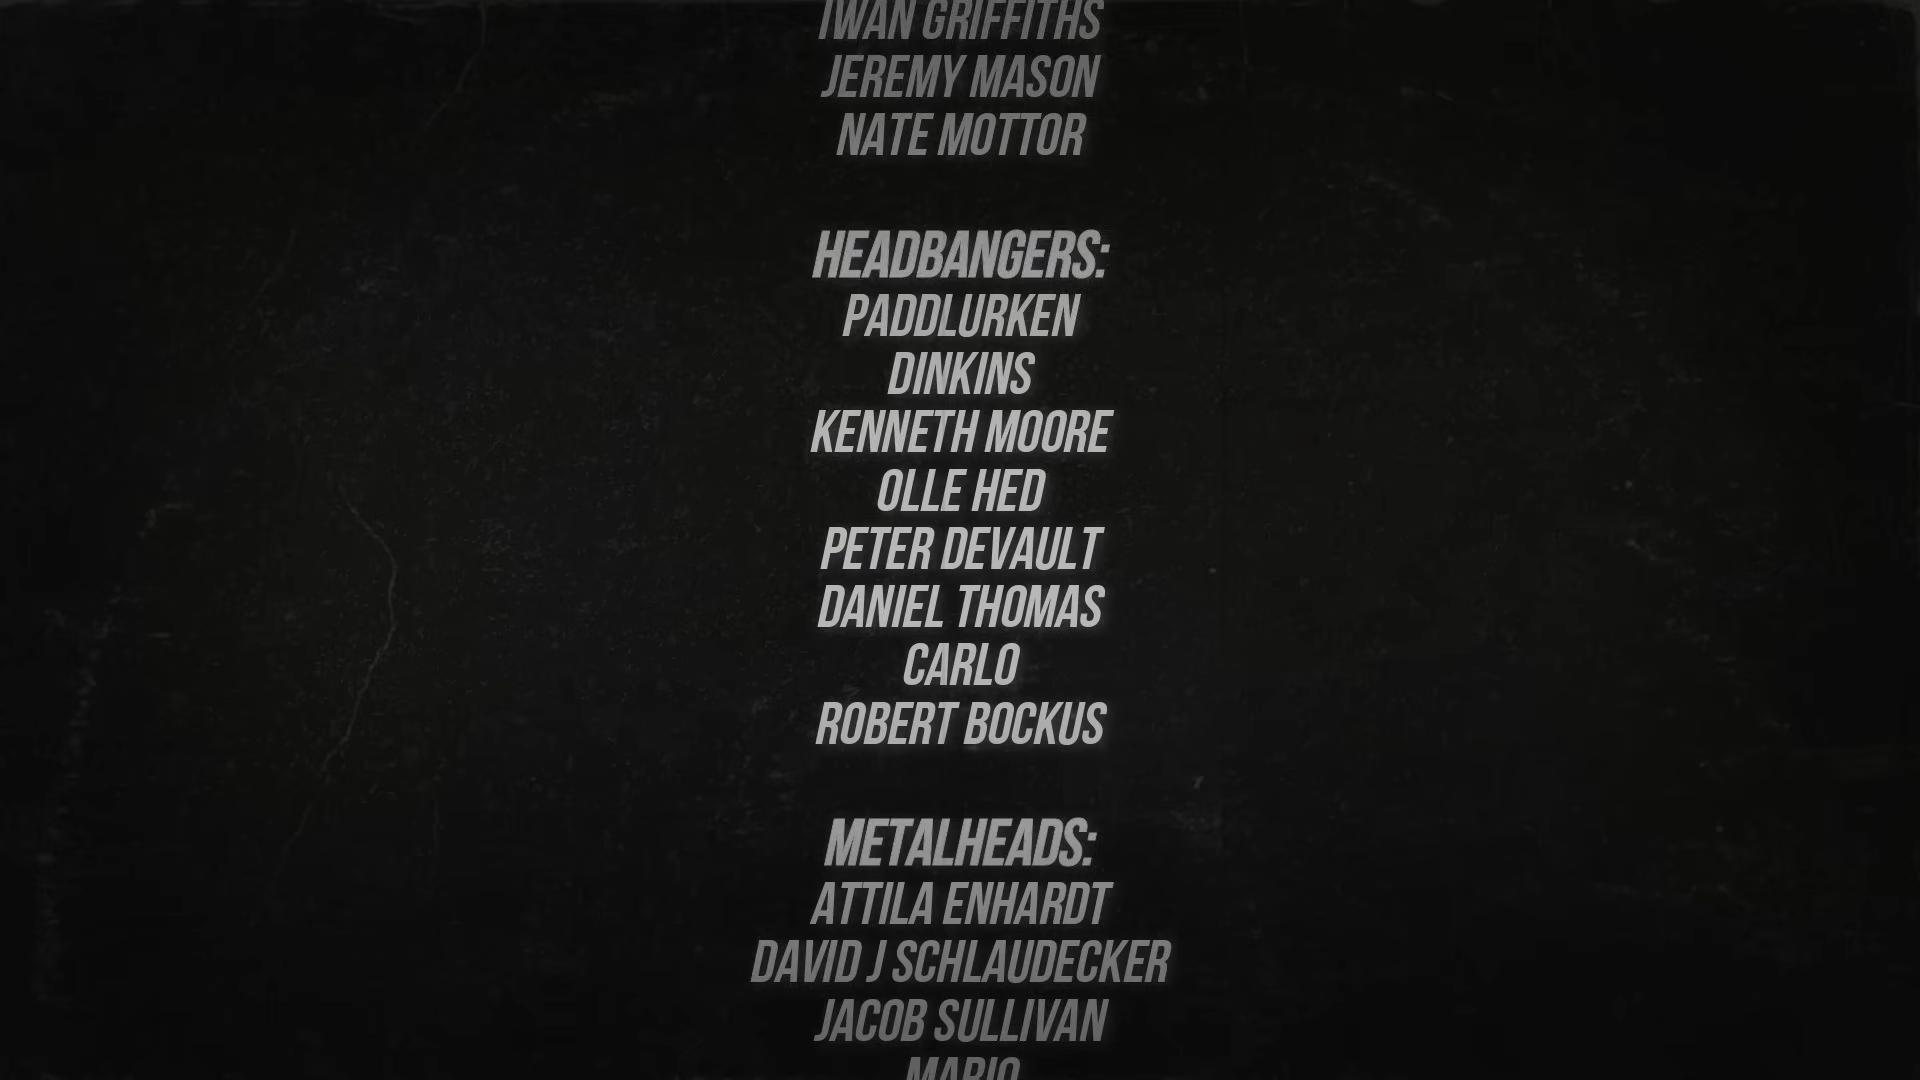 IWAN GRIFFITHS
JEREMY MASON
NATE MOTTOR
HEADBANGERS:
PADDLURKEN
DINKINS
KENNETH MOORE
OLLE HED
PETER DEVAULT
DANIEL THOMAS
CARLO
ROBERT BOCKUS
METALHEADS:
ATTILA ENHARDT
DAVID J SCHLAUDECKER
JACOB SULLIVAN
MARIO